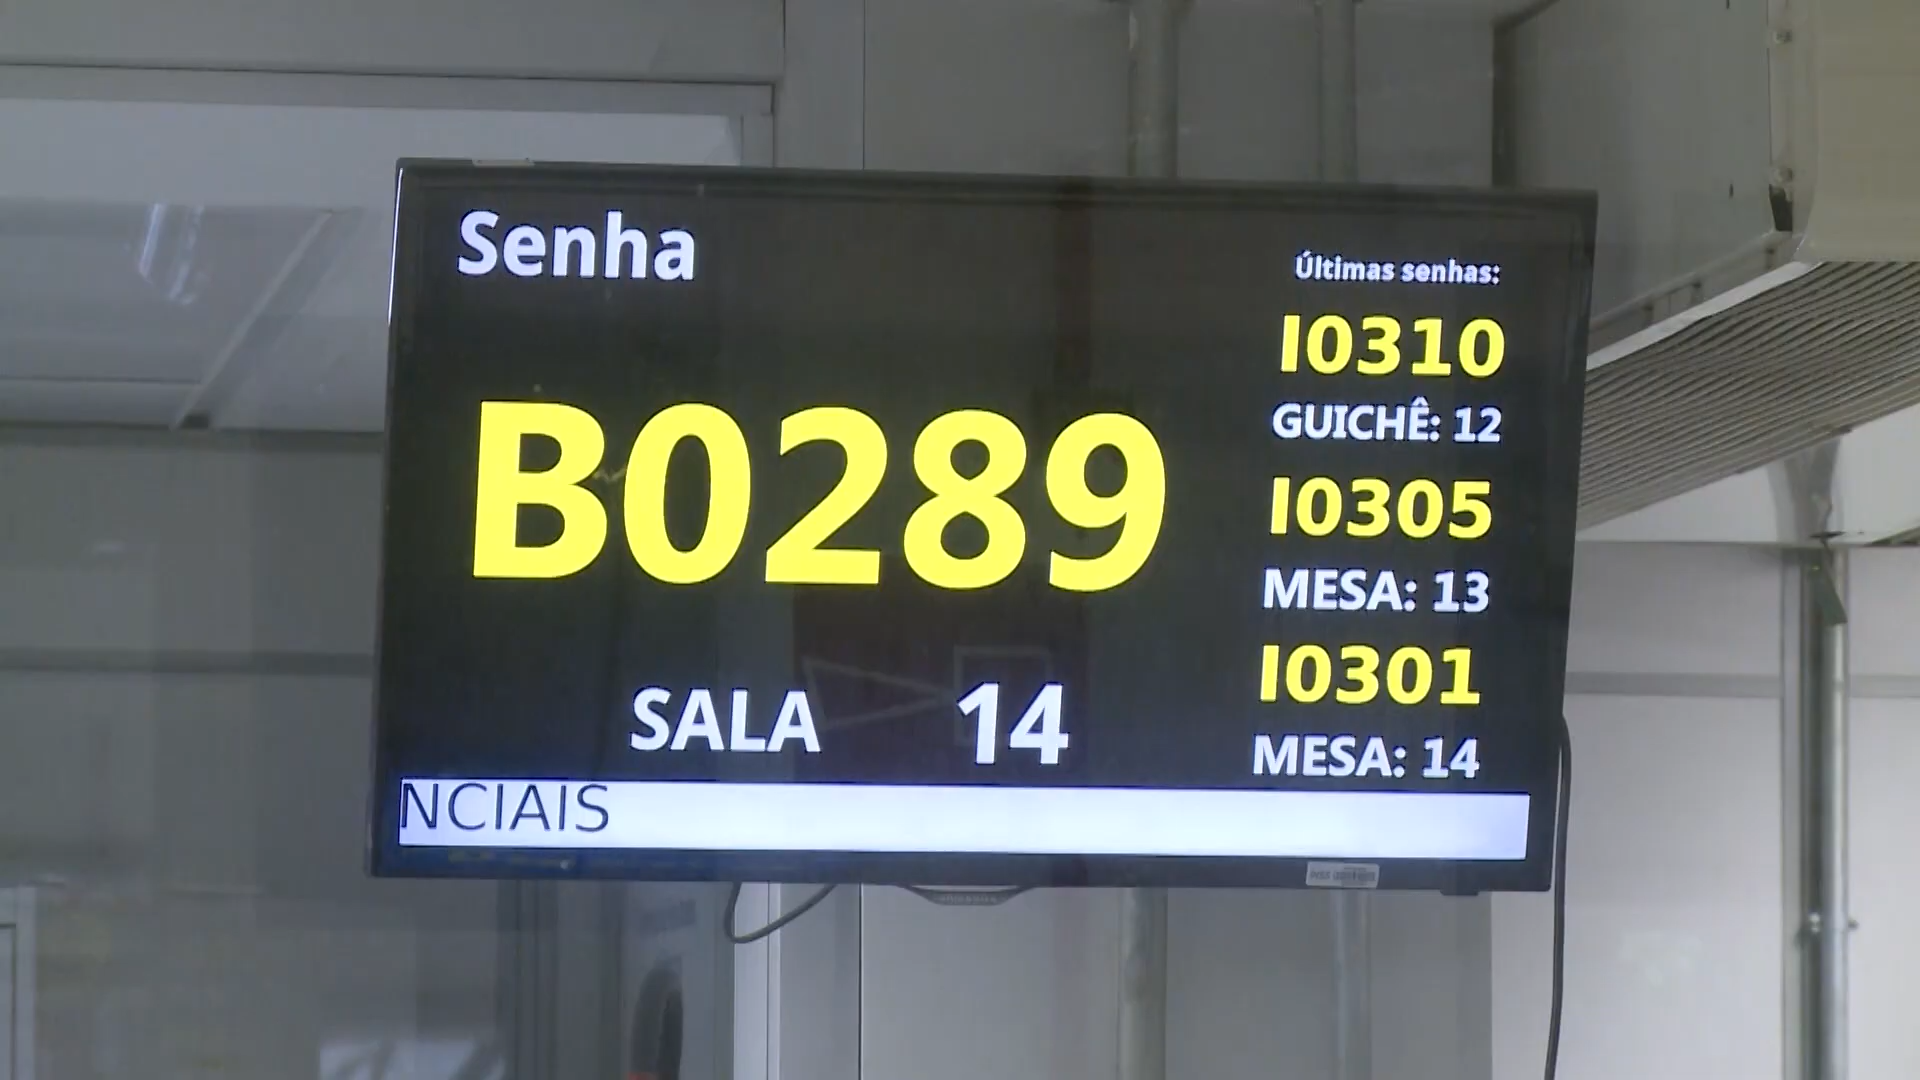 Senha
B0289
SALA 14
Últimas senhas:
I0310
GUICHÊ: 12
I0305
MESA: 13
I0301
MESA: 14
NCIAIS